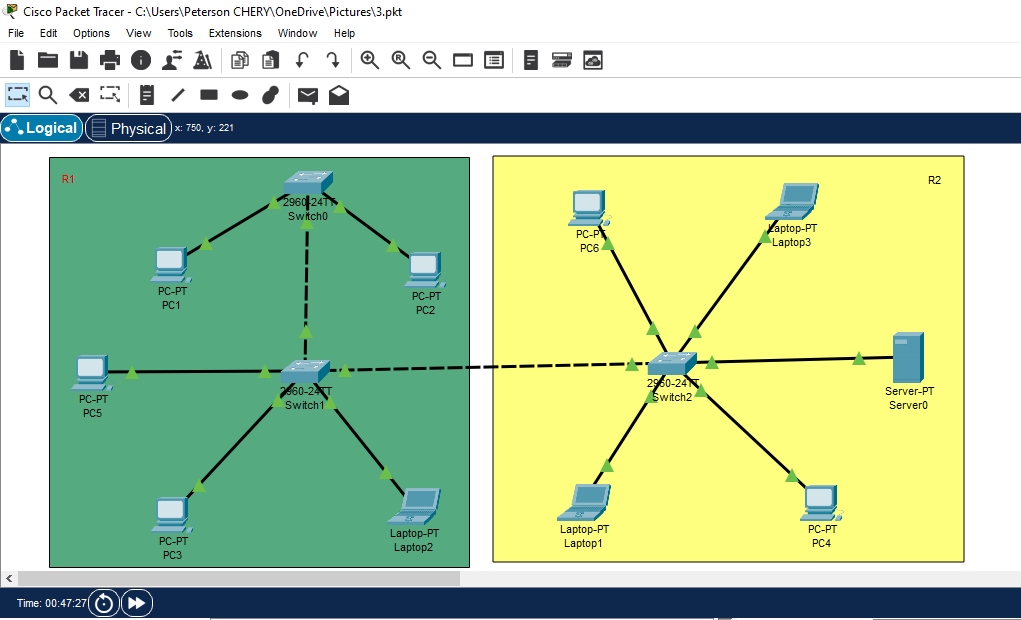 Cisco Packet Tracer - C:\Users\Peterson CHERY\OneDrive\Pictures\3.pkt
File Edit Options View Tools Extensions Window Help
Logical Physical x: 750, y: 221
R1
R2
2960-24TT
Switch0
PC-PT
PC1
PC-PT
PC2
PC-PT
PC5
2960-24TT
Switch1
PC-PT
PC3
Laptop-PT
Laptop2
PC-PT
PC6
Laptop-PT
Laptop3
2960-24TT
Switch2
Server-PT
Server0
Laptop-PT
Laptop1
PC-PT
PC4
Time: 00:47:27